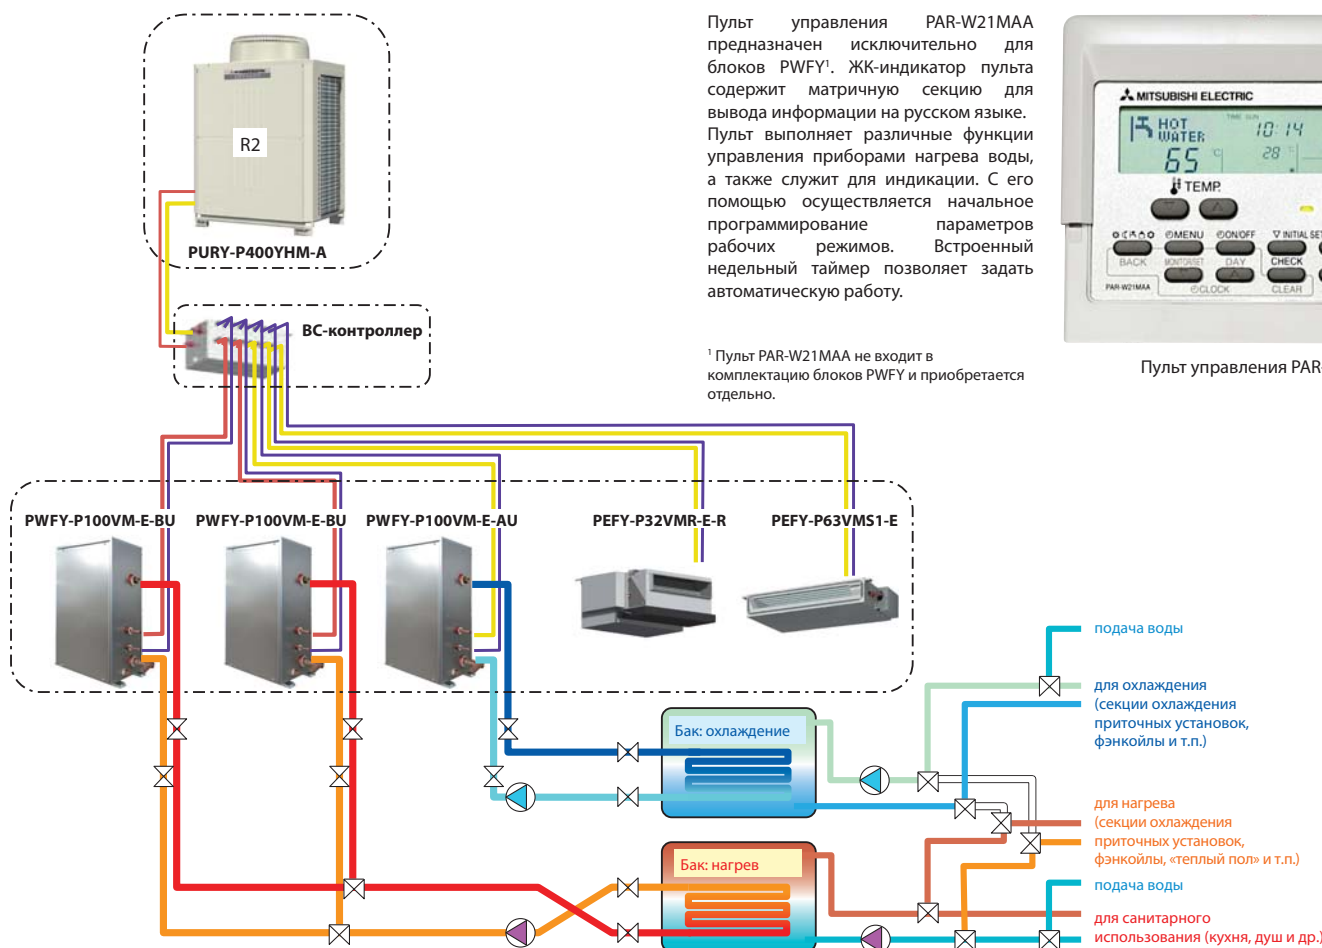 Пульт управления PAR-W21MAA
предназначен исключительно для
блоков PWFY¹. ЖК-индикатор пульта
содержит матричную секцию для
вывода информации на русском языке.
Пульт выполняет различные функции
управления приборами нагрева воды,
а также служит для индикации. С его
помощью осуществляется начальное
программирование параметров
рабочих режимов. Встроенный
недельный таймер позволяет задать
автоматическую работу.
¹ Пульт PAR-W21MAA не входит в
комплектацию блоков PWFY и приобретается
отдельно.
MITSUBISHI ELECTRIC
TIME SUN
HOT
WATER
10:14
65 °C
28
TEMP.
MENU ON/OFF INITIAL SET
BACK MONITOR/SET DAY CHECK
PAR-W21MAA CLOCK CLEAR
Пульт управления PAR-
R2
PURY-P400YHM-A
ВС-контроллер
PWFY-P100VM-E-BU PWFY-P100VM-E-BU PWFY-P100VM-E-AU PEFY-P32VMR-E-R PEFY-P63VMS1-E
Бак: охлаждение
Бак: нагрев
подача воды
для охлаждения
(секции охлаждения
приточных установок,
фэнкойлы и т.п.)
для нагрева
(секции охлаждения
приточных установок,
фэнкойлы, «теплый пол» и т.п.)
подача воды
для санитарного
использования (кухня, душ и др.)